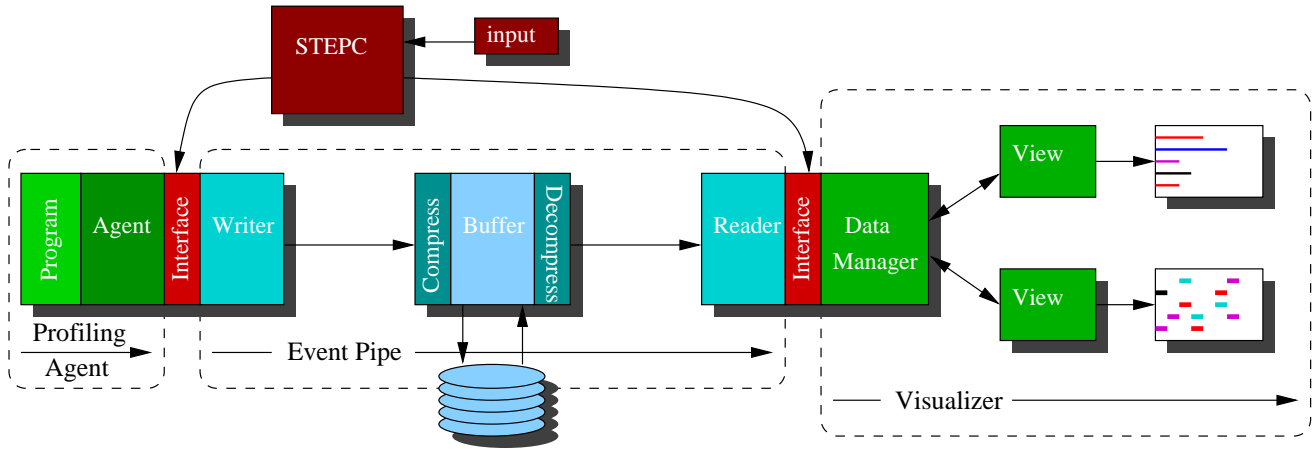 STEPC
input
Program
Agent
Interface
Writer
Compress
Buffer
Decompress
Reader
Interface
Data
Manager
View
View
Profiling
Agent
Event Pipe
Visualizer